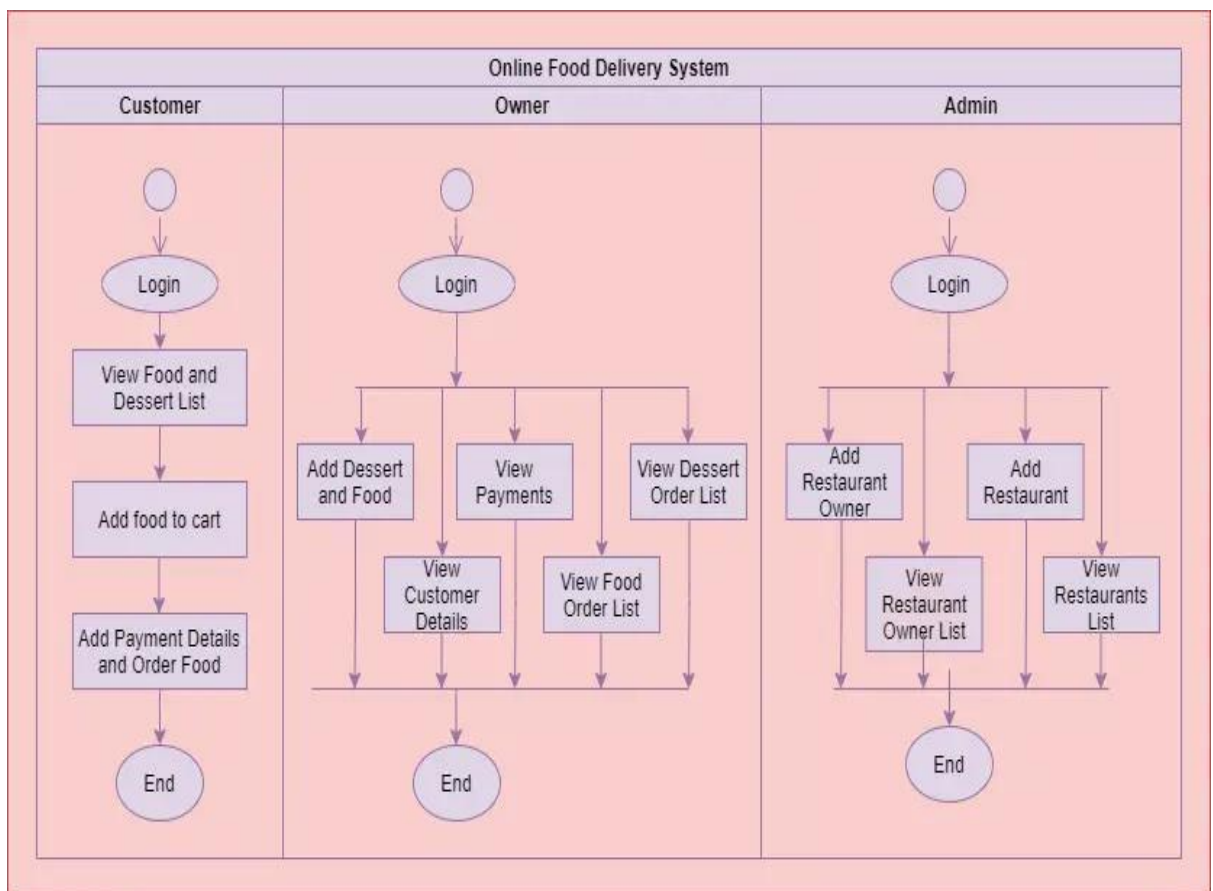 Online Food Delivery System
Customer
Owner
Admin
Login
View Food and
Dessert List
Add food to cart
Add Payment Details
and Order Food
End
Login
Add Dessert
and Food
View
Payments
View Dessert
Order List
View
Customer
Details
View Food
Order List
End
Login
Add
Restaurant
Owner
Add
Restaurant
View
Restaurant
Owner List
View
Restaurants
List
End